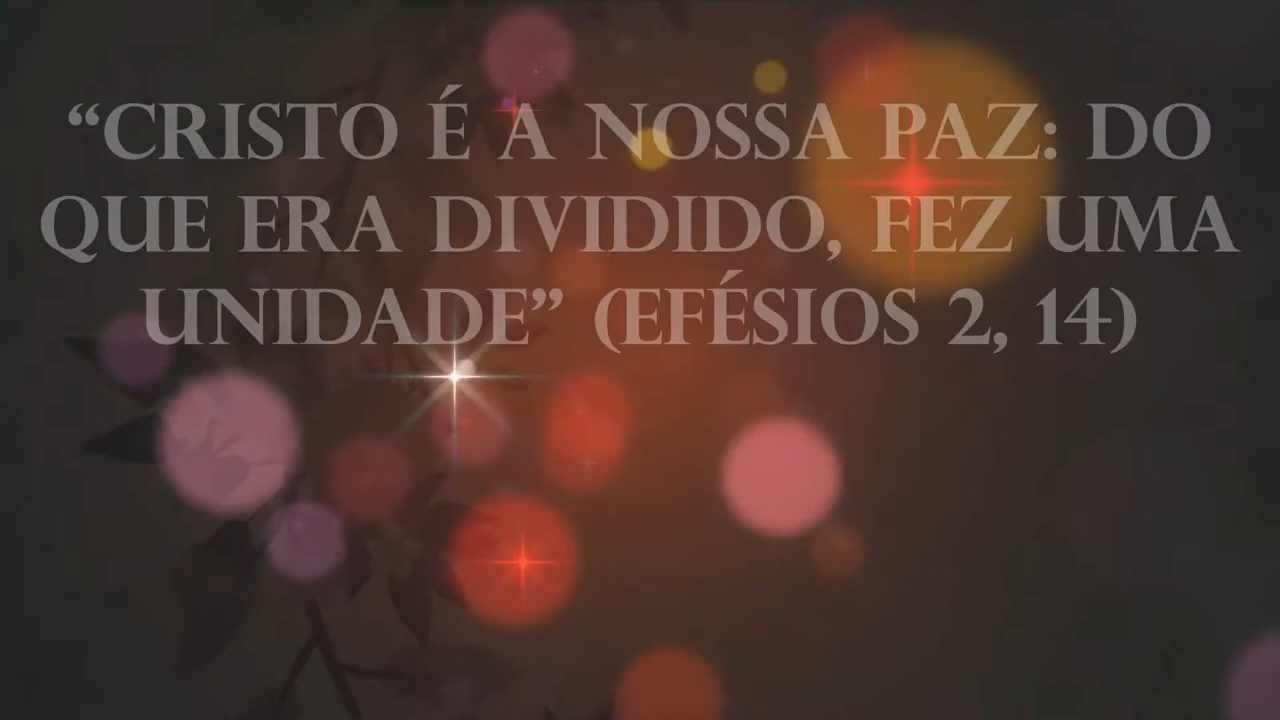 “CRISTO É A NOSSA PAZ: DO
QUE ERA DIVIDIDO, FEZ UMA
UNIDADE” (EFÉSIOS 2, 14)